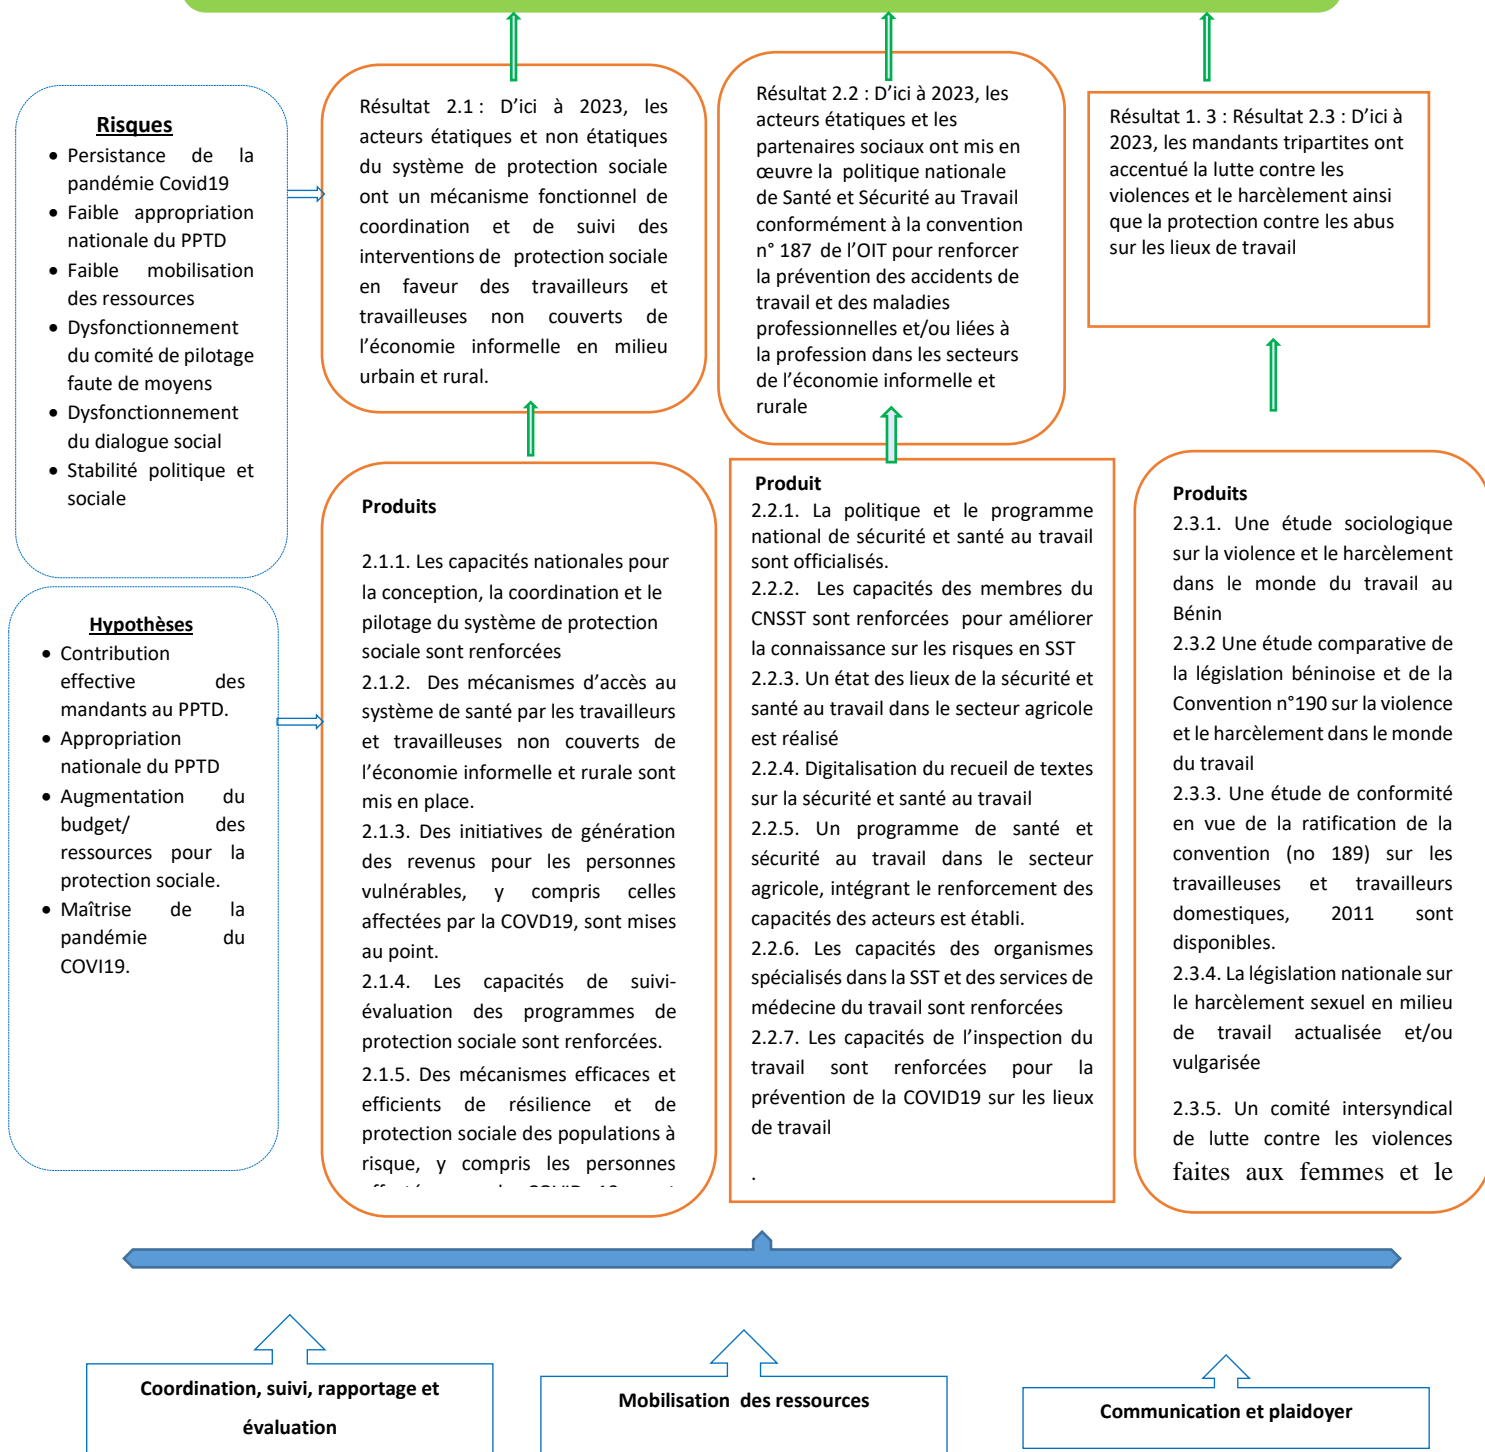 Risques
• Persistance de la
pandémie Covid19
• Faible appropriation
nationale du PPTD
• Faible mobilisation
des ressources
• Dysfonctionnement
du comité de pilotage
faute de moyens
• Dysfonctionnement
du dialogue social
• Stabilité politique et
sociale
Hypothèses
• Contribution
effective des
mandants au PPTD.
• Appropriation
nationale du PPTD
• Augmentation du
budget/ des
ressources pour la
protection sociale.
• Maîtrise de la
pandémie du
COVI19.
Résultat 2.1 : D’ici à 2023, les
acteurs étatiques et non étatiques
du système de protection sociale
ont un mécanisme fonctionnel de
coordination et de suivi des
interventions de protection sociale
en faveur des travailleurs et
travailleuses non couverts de
l’économie informelle en milieu
urbain et rural.
Résultat 2.2 : D’ici à 2023, les
acteurs étatiques et les
partenaires sociaux ont mis en
œuvre la politique nationale
de Santé et Sécurité au Travail
conformément à la convention
n° 187 de l’OIT pour renforcer
la prévention des accidents de
travail et des maladies
professionnelles et/ou liées à
la profession dans les secteurs
de l’économie informelle et
rurale
Résultat 1. 3 : Résultat 2.3 : D’ici à
2023, les mandants tripartites ont
accentué la lutte contre les
violences et le harcèlement ainsi
que la protection contre les abus
sur les lieux de travail
Produits
2.1.1. Les capacités nationales pour
la conception, la coordination et le
pilotage du système de protection
sociale sont renforcées
2.1.2. Des mécanismes d’accès au
système de santé par les travailleurs
et travailleuses non couverts de
l’économie informelle et rurale sont
mis en place.
2.1.3. Des initiatives de génération
des revenus pour les personnes
vulnérables, y compris celles
affectées par la COVD19, sont mises
au point.
2.1.4. Les capacités de suivi-
évaluation des programmes de
protection sociale sont renforcées.
2.1.5. Des mécanismes efficaces et
efficients de résilience et de
protection sociale des populations à
risque, y compris les personnes
Produit
2.2.1. La politique et le programme
national de sécurité et santé au travail
sont officialisés.
2.2.2. Les capacités des membres du
CNSST sont renforcées pour améliorer
la connaissance sur les risques en SST
2.2.3. Un état des lieux de la sécurité et
santé au travail dans le secteur agricole
est réalisé
2.2.4. Digitalisation du recueil de textes
sur la sécurité et santé au travail
2.2.5. Un programme de santé et
sécurité au travail dans le secteur
agricole, intégrant le renforcement des
capacités des acteurs est établi.
2.2.6. Les capacités des organismes
spécialisés dans la SST et des services de
médecine du travail sont renforcées
2.2.7. Les capacités de l’inspection du
travail sont renforcées pour la
prévention de la COVID19 sur les lieux
de travail
.
Produits
2.3.1. Une étude sociologique
sur la violence et le harcèlement
dans le monde du travail au
Bénin
2.3.2 Une étude comparative de
la législation béninoise et de la
Convention n°190 sur la violence
et le harcèlement dans le monde
du travail
2.3.3. Une étude de conformité
en vue de la ratification de la
convention (no 189) sur les
travailleuses et travailleurs
domestiques, 2011 sont
disponibles.
2.3.4. La législation nationale sur
le harcèlement sexuel en milieu
de travail actualisée et/ou
vulgarisée
2.3.5. Un comité intersyndical
de lutte contre les violences
faites aux femmes et le
Coordination, suivi, rapportage et
évaluation
Mobilisation des ressources
Communication et plaidoyer